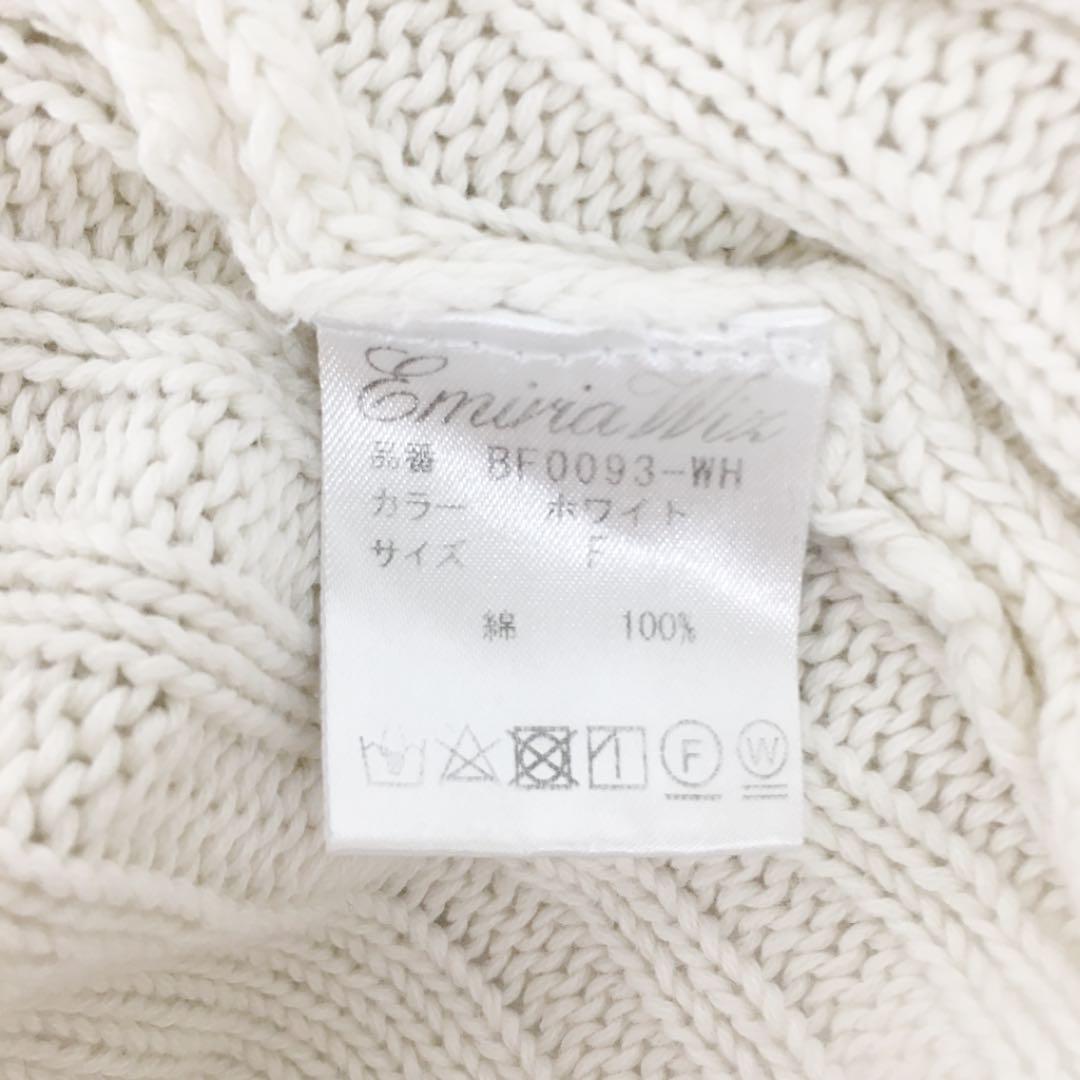 EmiriaWiz
品番 BF0093-WH
カラー ホワイト
サイズ F
綿 100%
F W